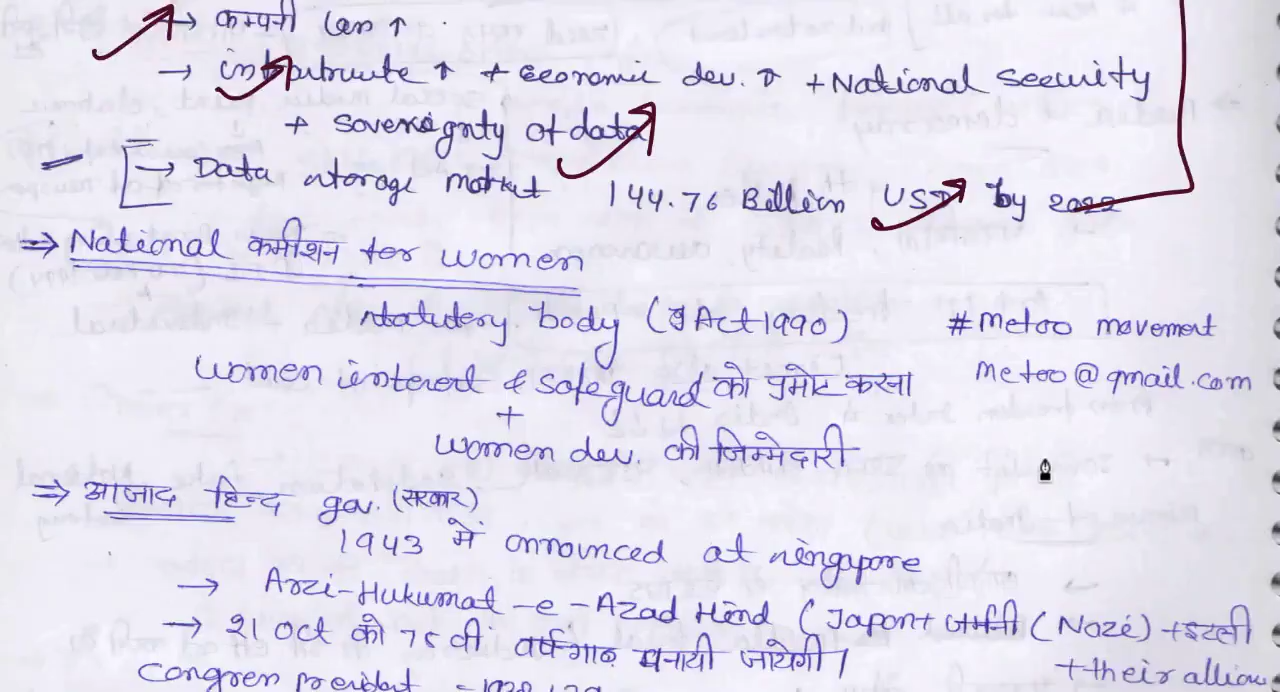 → कम्पनी Cen ↑
→ infrastructure ↑ + economic dev. ↑ + National security
+ sovereignty of data
→ Data storage market 144.76 Billion USD by 2022
⇒ National कमीशन for women
statutory body (Act 1990) # metoo movement
women interest & safeguard को प्रमोट करना metoo@gmail.com
+
women dev. की जिम्मेदारी
⇒ आजाद हिन्द gov. (सरकार)
1943 में announced at singapore
→ Arzi-Hukumat-e-Azad Hind (Japan + जर्मनी (Nazi) + इटली
→ 21 Oct को 75 वी वर्षगाठ मनायी जायेगी। + their
Congress president